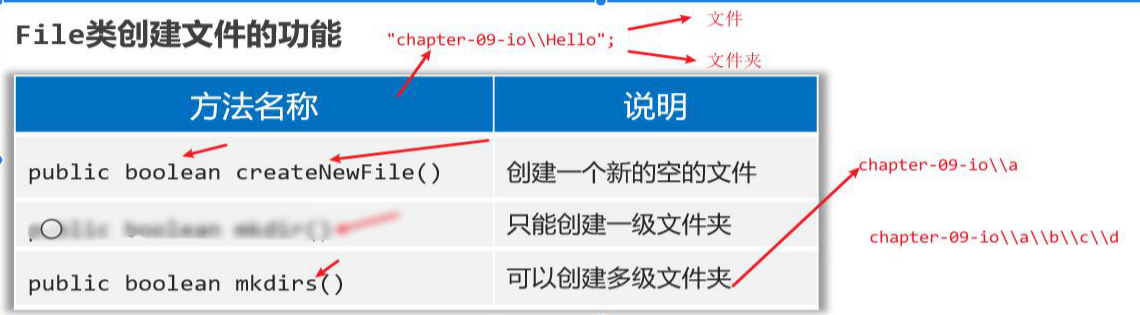 File类创建文件的功能
"chapter-09-io\\Hello";
文件
文件夹
方法名称 说明
public boolean createNewFile() 创建一个新的空的文件
chapter-09-io\\a
public boolean mkdir() 只能创建一级文件夹
chapter-09-io\\a\\b\\c\\d
public boolean mkdirs() 可以创建多级文件夹